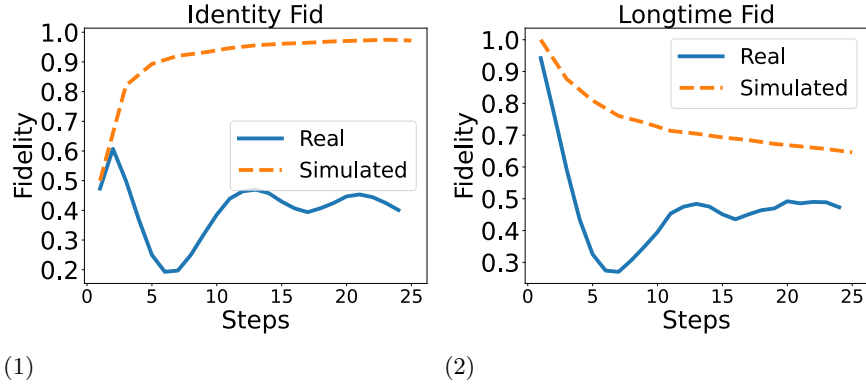 Identity Fid
Fidelity
1.0
0.9
0.8
0.7
0.6
0.5
0.4
0.3
0.2
Real
Simulated
0 5 10 15 20 25
Steps
(1)
Longtime Fid
Fidelity
1.0
0.9
0.8
0.7
0.6
0.5
0.4
0.3
Real
Simulated
0 5 10 15 20 25
Steps
(2)